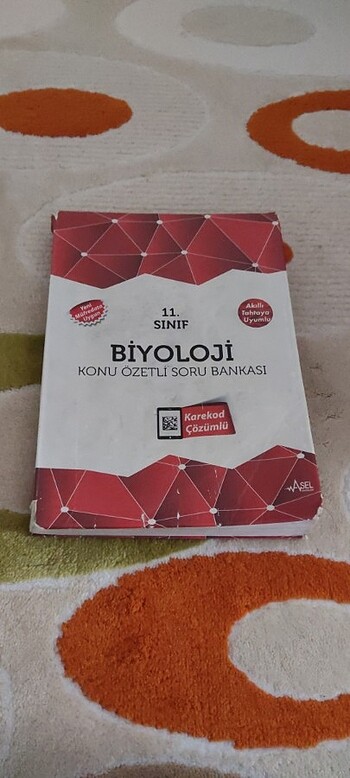 Yeni
Müfredata
Uygun
11.
SINIF
Akıllı
Tahtaya
Uyumlu
BİYOLOJİ
KONU ÖZETLİ SORU BANKASI
Karekod
Çözümlü
ASEL